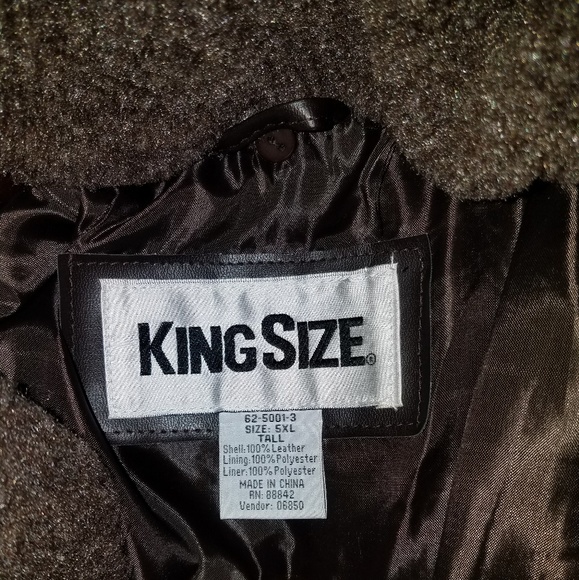 KINGSIZE®
62-5001-3
SIZE: 5XL
TALL
Shell:100% Leather
Lining:100% Polyester
Liner:100% Polyester
MADE IN CHINA
RN: 88842
Vendor: 06850